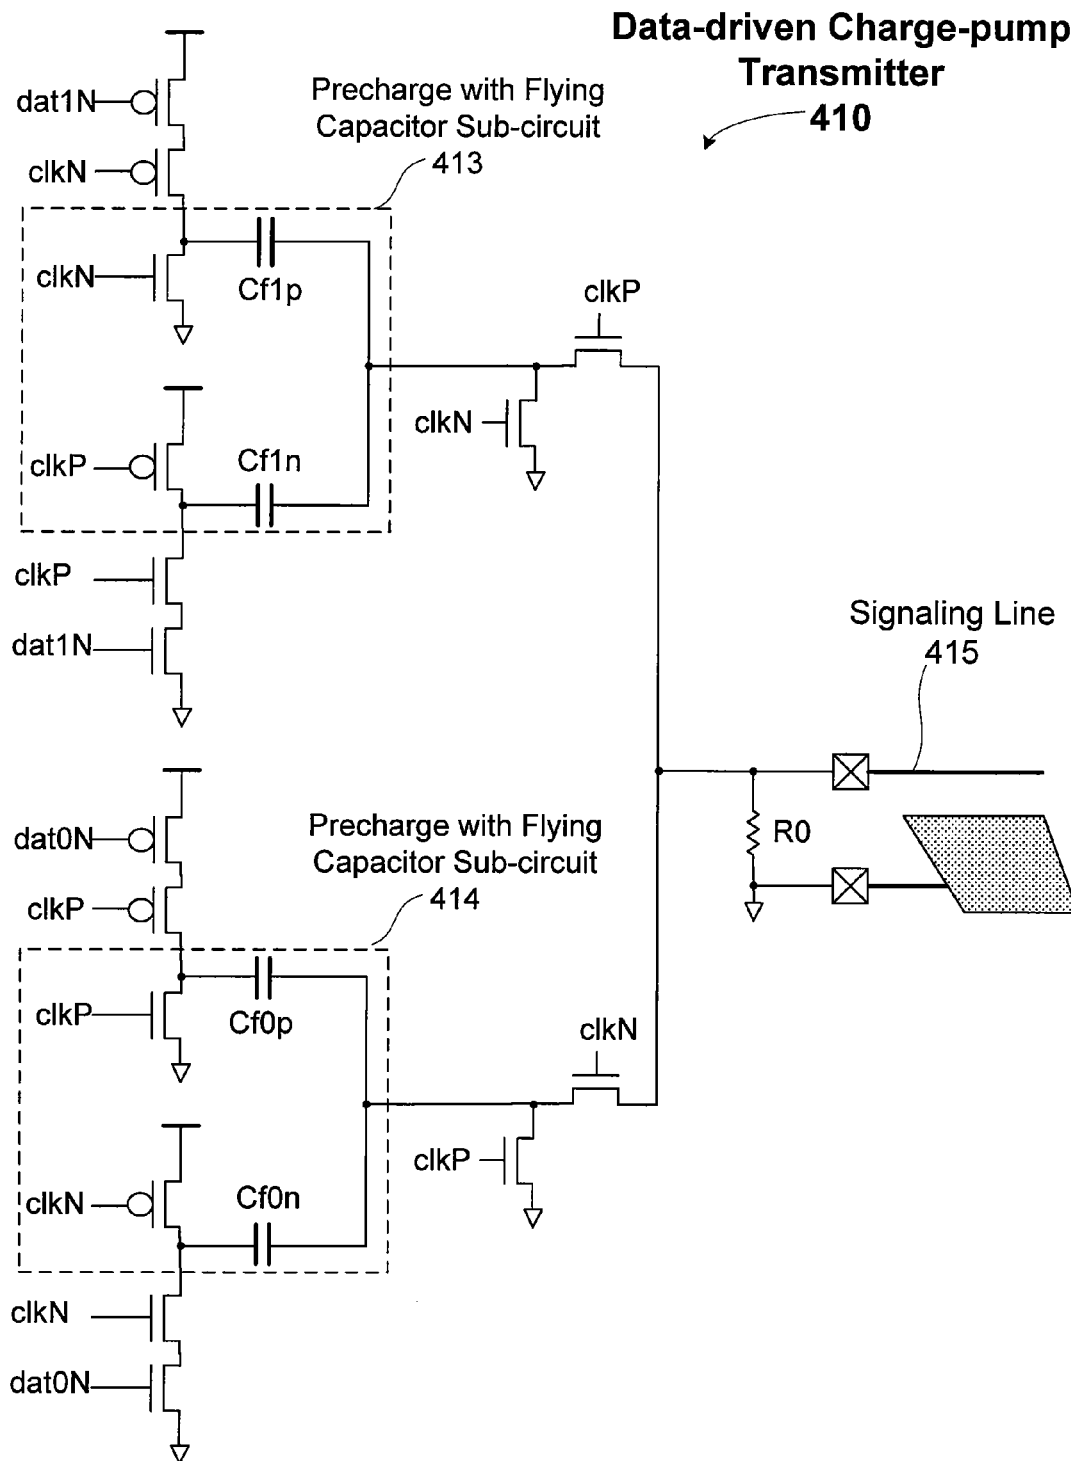 Data-driven Charge-pump
Transmitter
410
Precharge with Flying
Capacitor Sub-circuit
413
dat1N
clkN
clkN
Cf1p
clkP
clkN
clkP
Cf1n
clkP
dat1N
Signaling Line
415
dat0N
Precharge with Flying
Capacitor Sub-circuit
414
R0
clkP
clkP
Cf0p
clkN
clkP
clkN
Cf0n
clkN
dat0N